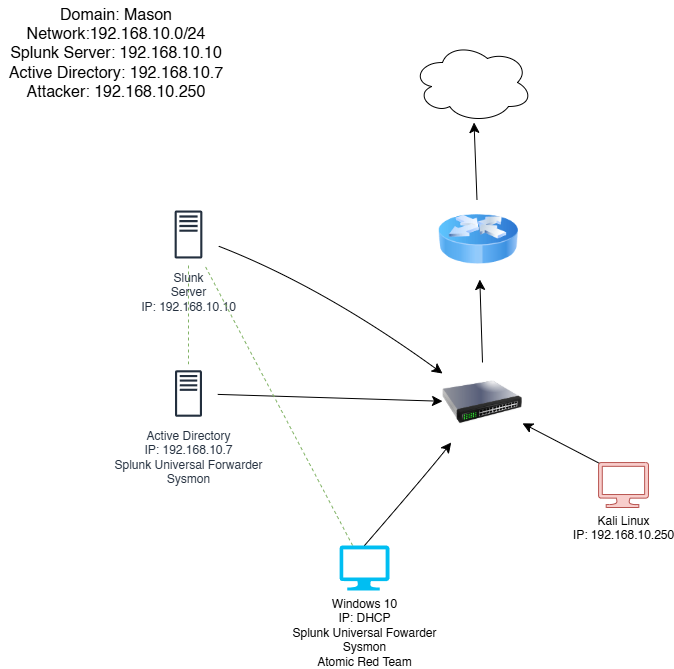 Domain: Mason
Network:192.168.10.0/24
Splunk Server: 192.168.10.10
Active Directory: 192.168.10.7
Attacker: 192.168.10.250
Slunk
Server
IP: 192.168.10.10
Active Directory
IP: 192.168.10.7
Splunk Universal Forwarder
Sysmon
Kali Linux
IP: 192.168.10.250
Windows 10
IP: DHCP
Splunk Universal Fowarder
Sysmon
Atomic Red Team